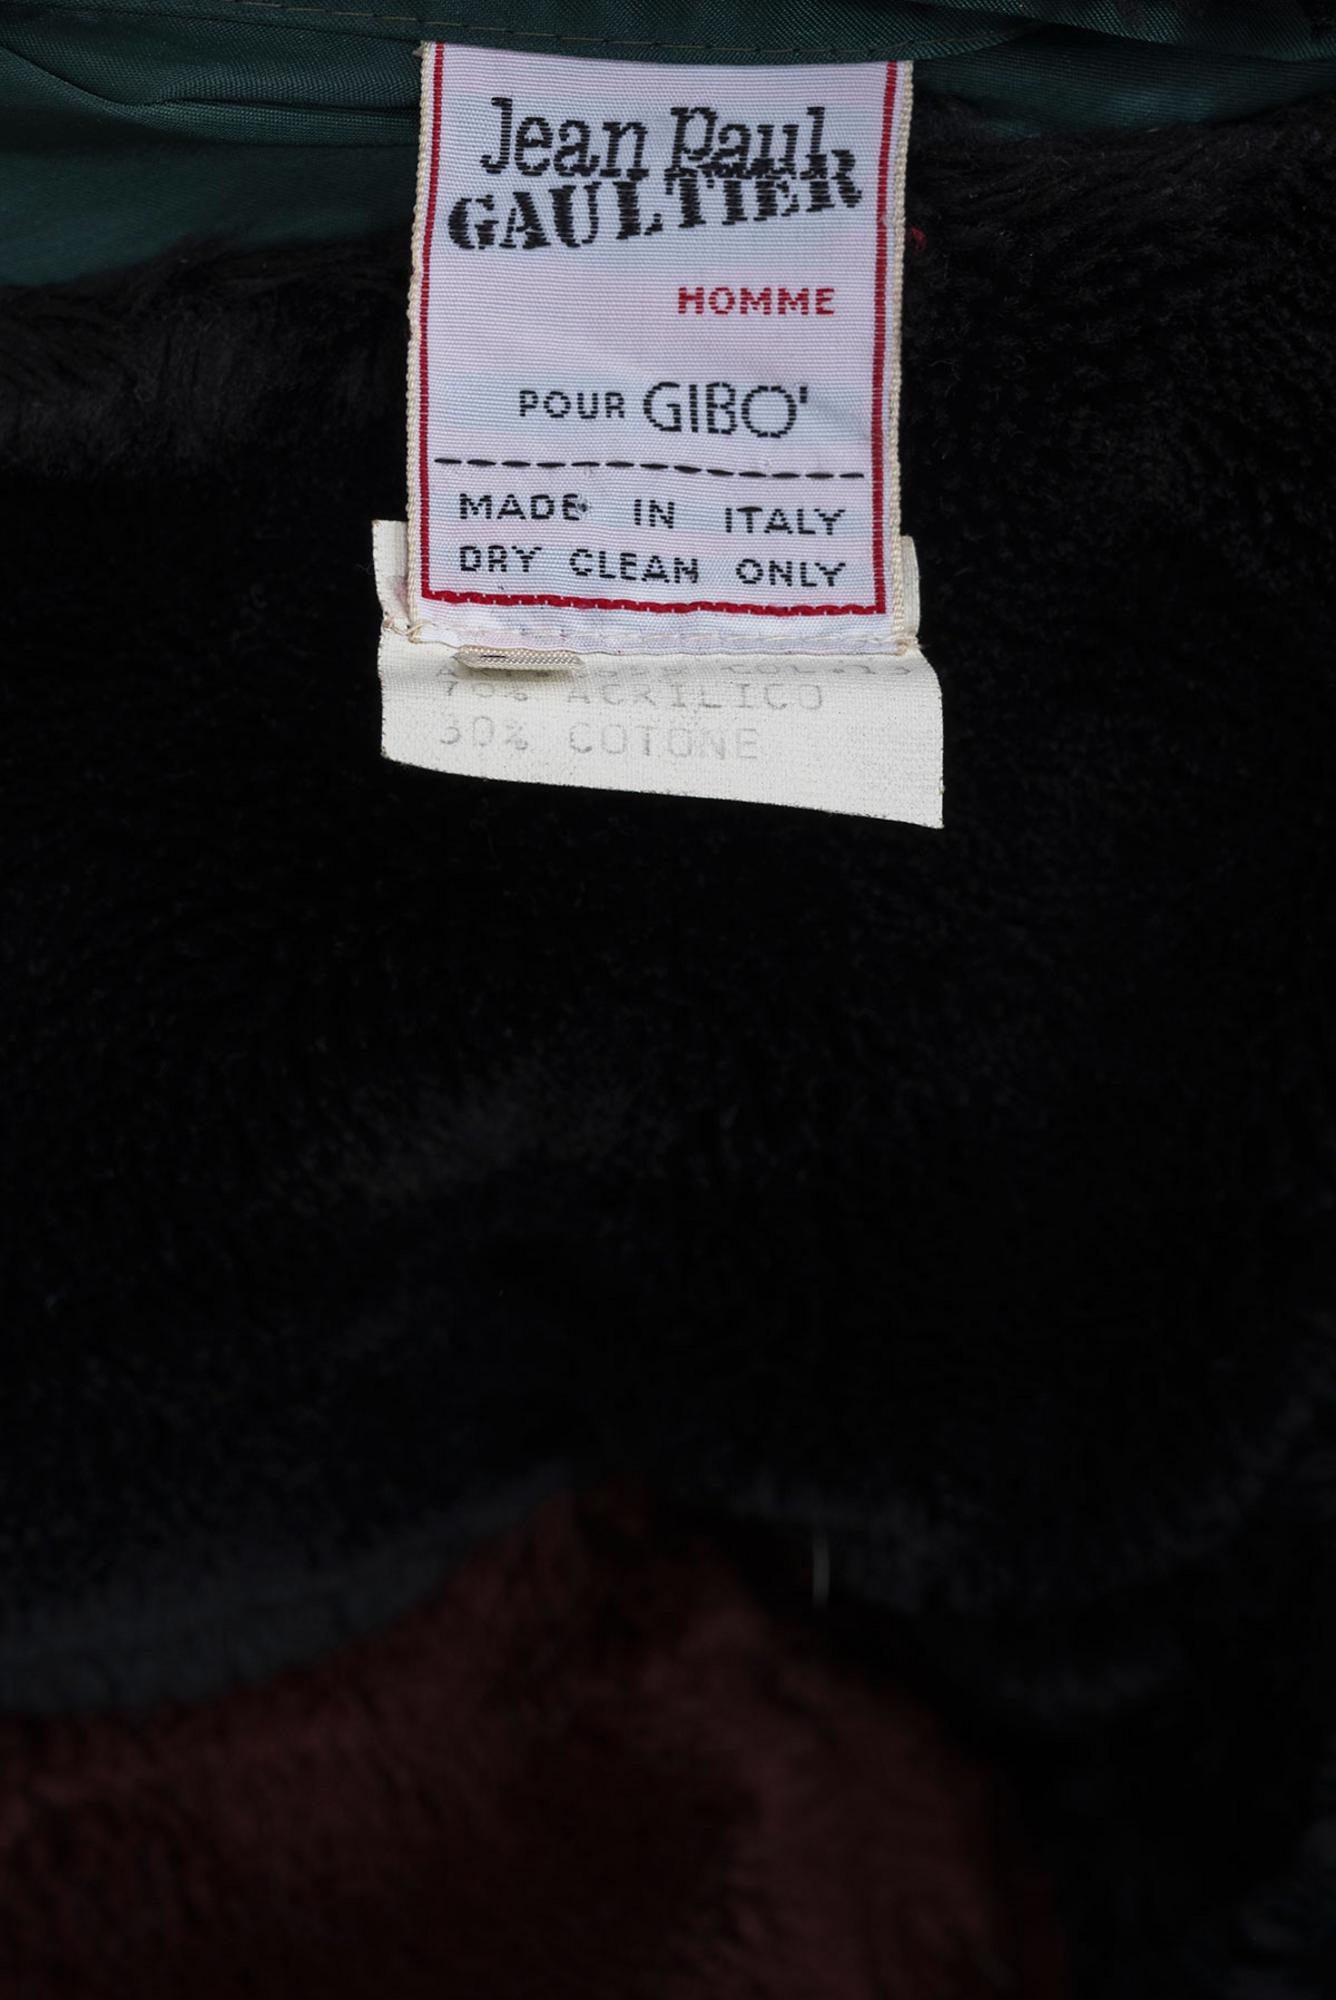 Jean Paul
GAULTIER
HOMME
POUR GIBO'
MADE IN ITALY
DRY CLEAN ONLY
70% ACRILICO
30% COTONE